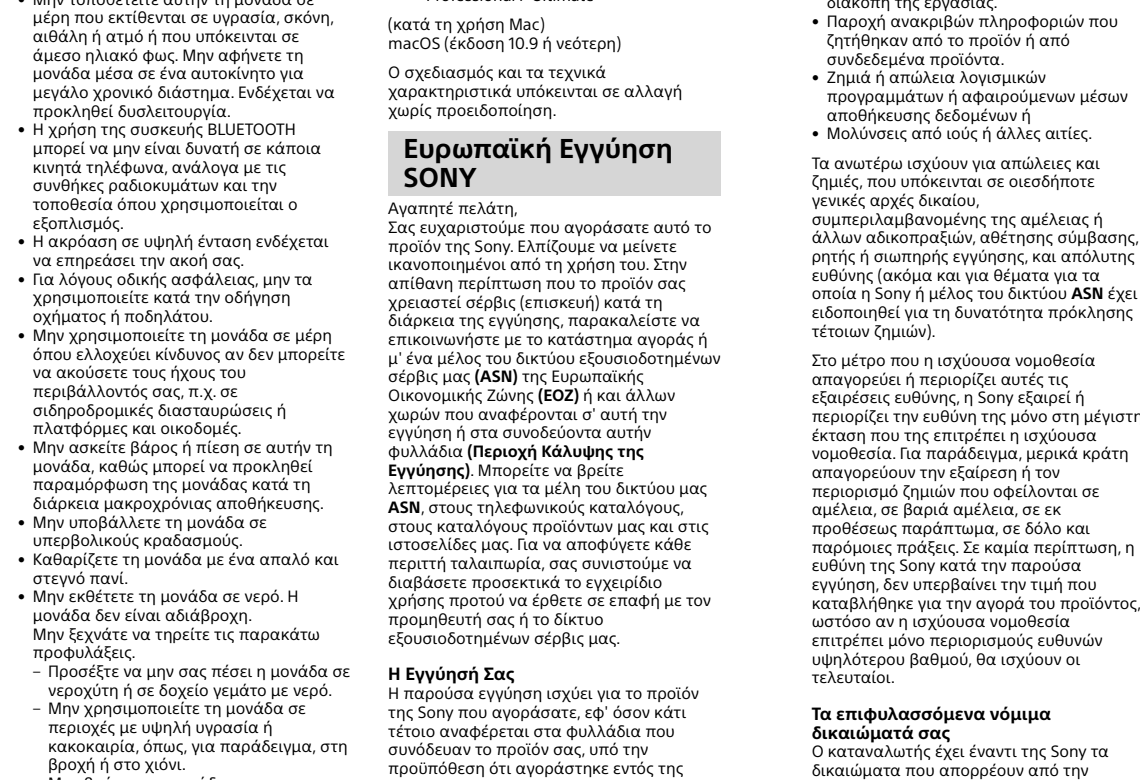 • Μην τοποθετείτε αυτήν τη μονάδα σε
μέρη που εκτίθενται σε υγρασία, σκόνη,
αιθάλη ή ατμό ή που υπόκεινται σε
άμεσο ηλιακό φως. Μην αφήνετε τη
μονάδα μέσα σε ένα αυτοκίνητο για
μεγάλο χρονικό διάστημα. Ενδέχεται να
προκληθεί δυσλειτουργία.
• Η χρήση της συσκευής BLUETOOTH
μπορεί να μην είναι δυνατή σε κάποια
κινητά τηλέφωνα, ανάλογα με τις
συνθήκες ραδιοκυμάτων και την
τοποθεσία όπου χρησιμοποιείται ο
εξοπλισμός.
• Η ακρόαση σε υψηλή ένταση ενδέχεται
να επηρεάσει την ακοή σας.
• Για λόγους οδικής ασφάλειας, μην τα
χρησιμοποιείτε κατά την οδήγηση
οχήματος ή ποδηλάτου.
• Μην χρησιμοποιείτε τη μονάδα σε μέρη
όπου ελλοχεύει κίνδυνος αν δεν μπορείτε
να ακούσετε τους ήχους του
περιβάλλοντός σας, π.χ. σε
σιδηροδρομικές διασταυρώσεις ή
πλατφόρμες και οικοδομές.
• Μην ασκείτε βάρος ή πίεση σε αυτήν τη
μονάδα, καθώς μπορεί να προκληθεί
παραμόρφωση της μονάδας κατά τη
διάρκεια μακροχρόνιας αποθήκευσης.
• Μην υποβάλλετε τη μονάδα σε
υπερβολικούς κραδασμούς.
• Καθαρίζετε τη μονάδα με ένα απαλό και
στεγνό πανί.
• Μην εκθέτετε τη μονάδα σε νερό. Η
μονάδα δεν είναι αδιάβροχη.
Μην ξεχνάτε να τηρείτε τις παρακάτω
προφυλάξεις.
– Προσέξτε να μην σας πέσει η μονάδα σε
νεροχύτη ή σε δοχείο γεμάτο με νερό.
– Μην χρησιμοποιείτε τη μονάδα σε
περιοχές με υψηλή υγρασία ή
κακοκαιρία, όπως, για παράδειγμα, στη
βροχή ή στο χιόνι.
(κατά τη χρήση Mac)
macOS (έκδοση 10.9 ή νεότερη)
Ο σχεδιασμός και τα τεχνικά
χαρακτηριστικά υπόκεινται σε αλλαγή
χωρίς προειδοποίηση.
Ευρωπαϊκή Εγγύηση
SONY
Αγαπητέ πελάτη,
Σας ευχαριστούμε που αγοράσατε αυτό το
προϊόν της Sony. Ελπίζουμε να μείνετε
ικανοποιημένοι από τη χρήση του. Στην
απίθανη περίπτωση που το προϊόν σας
χρειαστεί σέρβις (επισκευή) κατά τη
διάρκεια της εγγύησης, παρακαλείστε να
επικοινωνήστε με το κατάστημα αγοράς ή
μ' ένα μέλος του δικτύου εξουσιοδοτημένων
σέρβις μας (ASN) της Ευρωπαϊκής
Οικονομικής Ζώνης (ΕΟΖ) ή και άλλων
χωρών που αναφέρονται σ' αυτή την
εγγύηση ή στα συνοδεύοντα αυτήν
φυλλάδια (Περιοχή Κάλυψης της
Εγγύησης). Μπορείτε να βρείτε
λεπτομέρειες για τα μέλη του δικτύου μας
ASN, στους τηλεφωνικούς καταλόγους,
στους καταλόγους προϊόντων μας και στις
ιστοσελίδες μας. Για να αποφύγετε κάθε
περιττή ταλαιπωρία, σας συνιστούμε να
διαβάσετε προσεκτικά το εγχειρίδιο
χρήσης προτού να έρθετε σε επαφή με τον
προμηθευτή σας ή το δίκτυο
εξουσιοδοτημένων σέρβις μας.
Η Εγγύησή Σας
Η παρούσα εγγύηση ισχύει για το προϊόν
της Sony που αγοράσατε, εφ' όσον κάτι
τέτοιο αναφέρεται στα φυλλάδια που
συνόδευαν το προϊόν σας, υπό την
προϋπόθεση ότι αγοράστηκε εντός της
διακοπή της εργασίας.
• Παροχή ανακριβών πληροφοριών που
ζητήθηκαν από το προϊόν ή από
συνδεδεμένα προϊόντα.
• Ζημιά ή απώλεια λογισμικών
προγραμμάτων ή αφαιρούμενων μέσων
αποθήκευσης δεδομένων ή
• Μολύνσεις από ιούς ή άλλες αιτίες.
Τα ανωτέρω ισχύουν για απώλειες και
ζημιές, που υπόκεινται σε οιεσδήποτε
γενικές αρχές δικαίου,
συμπεριλαμβανομένης της αμέλειας ή
άλλων αδικοπραξιών, αθέτησης σύμβασης,
ρητής ή σιωπηρής εγγύησης, και απόλυτης
ευθύνης (ακόμα και για θέματα για τα
οποία η Sony ή μέλος του δικτύου ASN έχει
ειδοποιηθεί για τη δυνατότητα πρόκλησης
τέτοιων ζημιών).
Στο μέτρο που η ισχύουσα νομοθεσία
απαγορεύει ή περιορίζει αυτές τις
εξαιρέσεις ευθύνης, η Sony εξαιρεί ή
περιορίζει την ευθύνη της μόνο στη μέγιστη
έκταση που της επιτρέπει η ισχύουσα
νομοθεσία. Για παράδειγμα, μερικά κράτη
απαγορεύουν την εξαίρεση ή τον
περιορισμό ζημιών που οφείλονται σε
αμέλεια, σε βαριά αμέλεια, σε εκ
προθέσεως παράπτωμα, σε δόλο και
παρόμοιες πράξεις. Σε καμία περίπτωση, η
ευθύνη της Sony κατά την παρούσα
εγγύηση, δεν υπερβαίνει την τιμή που
καταβλήθηκε για την αγορά του προϊόντος,
ωστόσο αν η ισχύουσα νομοθεσία
επιτρέπει μόνο περιορισμούς ευθυνών
υψηλότερου βαθμού, θα ισχύουν οι
τελευταίοι.
Τα επιφυλασσόμενα νόμιμα
δικαιώματά σας
Ο καταναλωτής έχει έναντι της Sony τα
δικαιώματα που απορρέουν από την